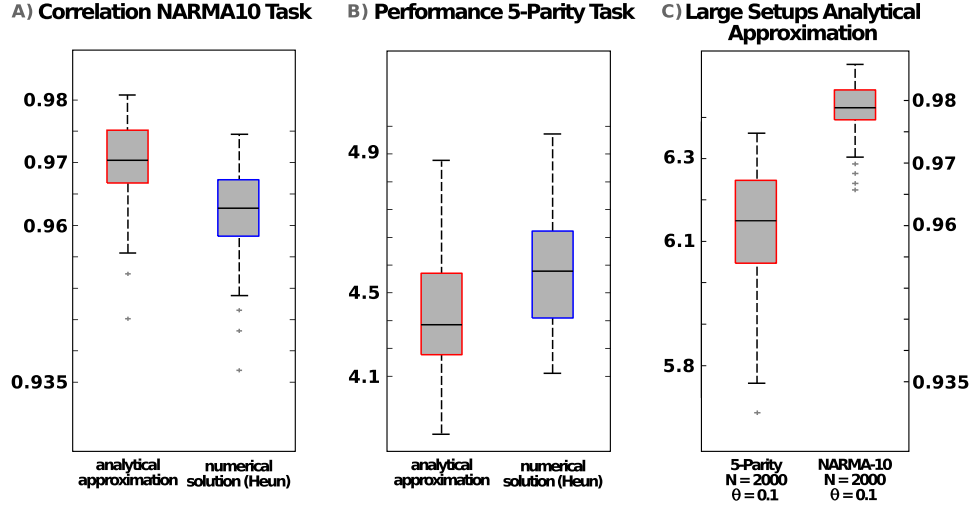 A) Correlation NARMA10 Task
0.98
0.97
0.96
0.935
analytical
approximation
numerical
solution (Heun)
B) Performance 5-Parity Task
4.9
4.5
4.1
analytical
approximation
numerical
solution (Heun)
C) Large Setups Analytical
Approximation
6.3
6.1
5.8
0.98
0.97
0.96
0.935
5-Parity
N = 2000
θ = 0.1
NARMA-10
N = 2000
θ = 0.1